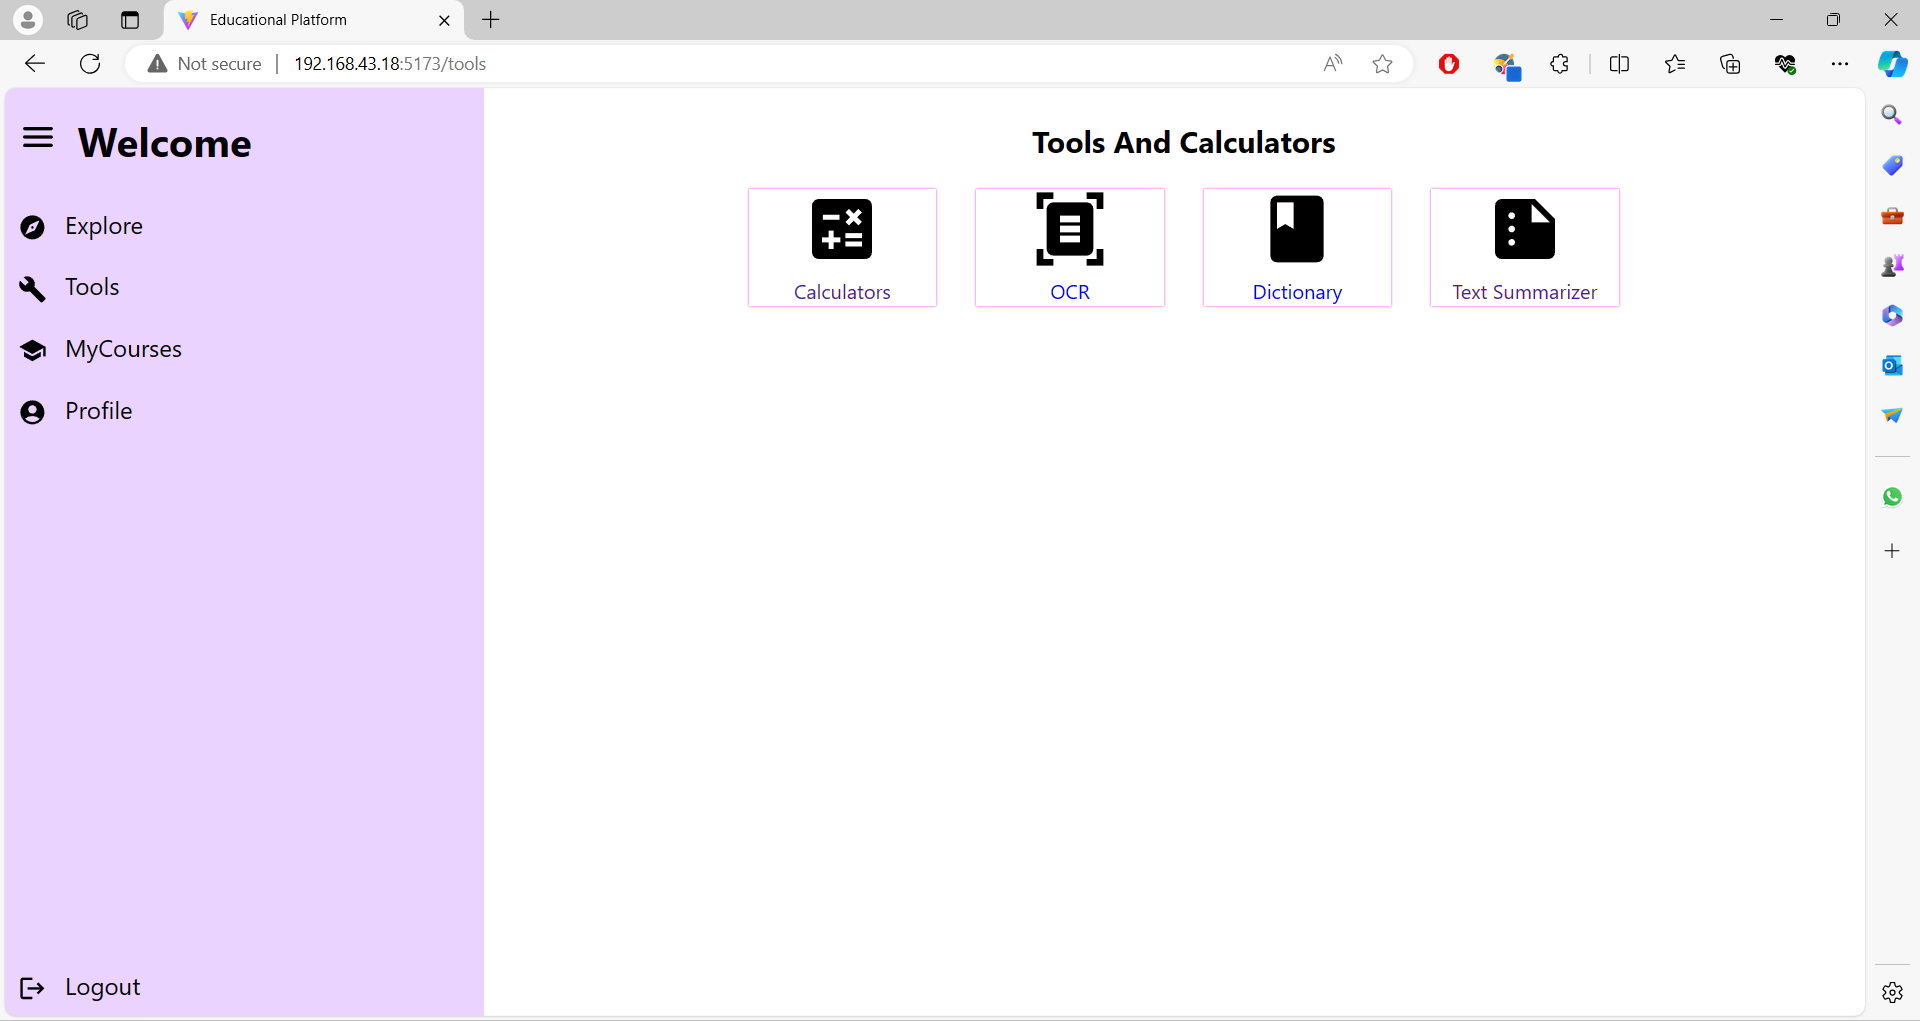 Educational Platform
Not secure
192.168.43.18:5173/tools
Welcome
Explore
Tools
MyCourses
Profile
Logout
Tools And Calculators
Calculators
OCR
Dictionary
Text Summarizer